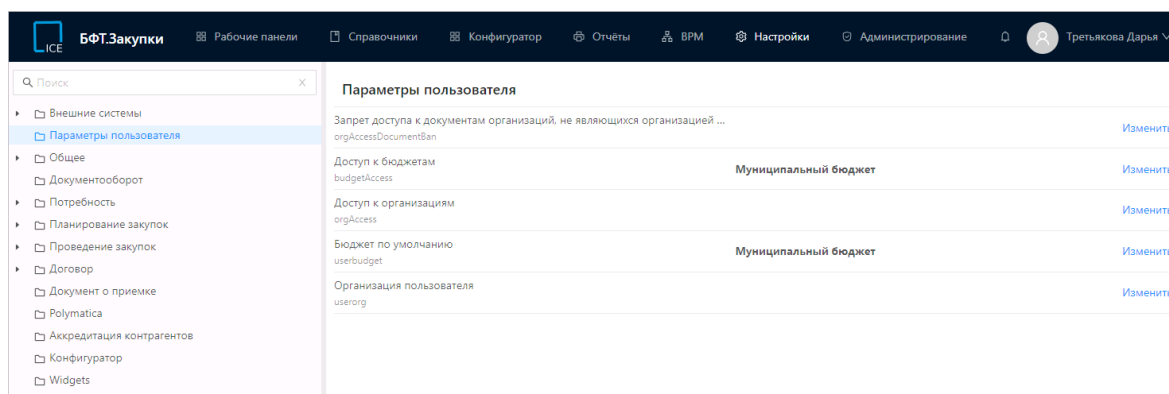 ICE БФТ.Закупки Рабочие панели Справочники Конфигуратор Отчёты BPM Настройки Администрирование Третьякова Дарья
Поиск
Внешние системы
Параметры пользователя
Общее
Документооборот
Потребность
Планирование закупок
Проведение закупок
Договор
Документ о приемке
Polymatica
Аккредитация контрагентов
Конфигуратор
Widgets
Параметры пользователя
Запрет доступа к документам организаций, не являющихся организацией ...
orgAccessDocumentBan
Изменить
Доступ к бюджетам
budgetAccess
Муниципальный бюджет
Изменить
Доступ к организациям
orgAccess
Изменить
Бюджет по умолчанию
userbudget
Муниципальный бюджет
Изменить
Организация пользователя
userorg
Изменить